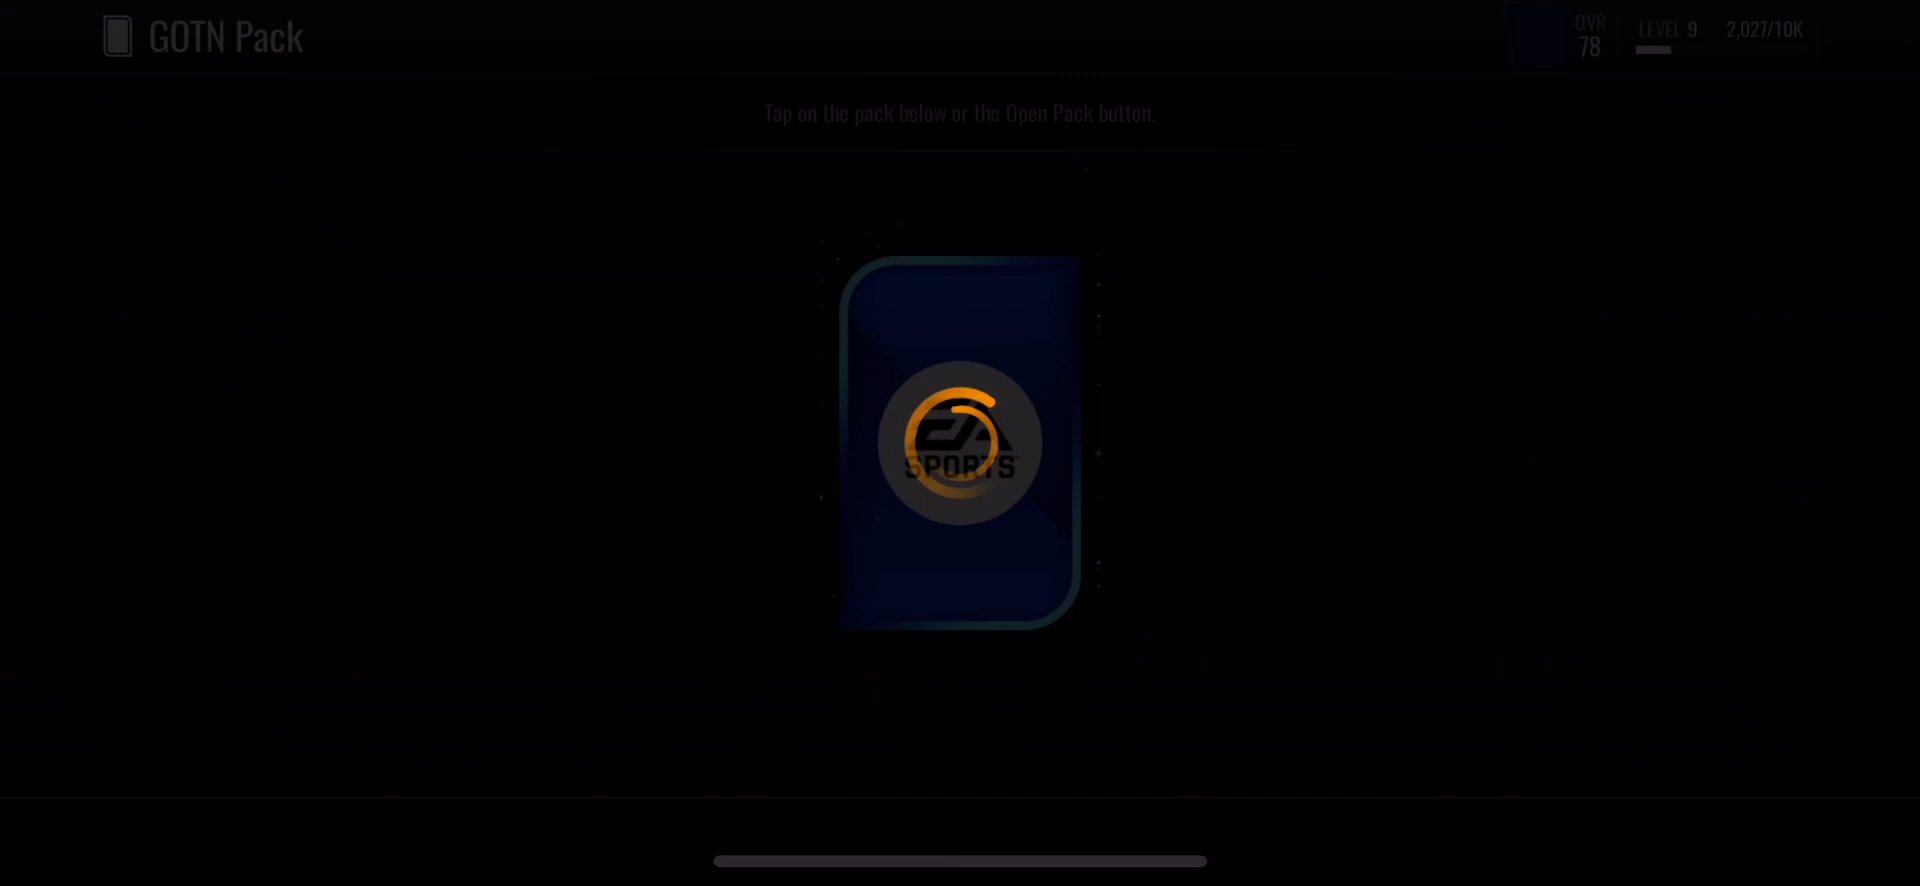 GOTN Pack
OVR
78
LEVEL 9 2,027/10K
Tap on the pack below or the Open Pack button.
EA
SPORTS